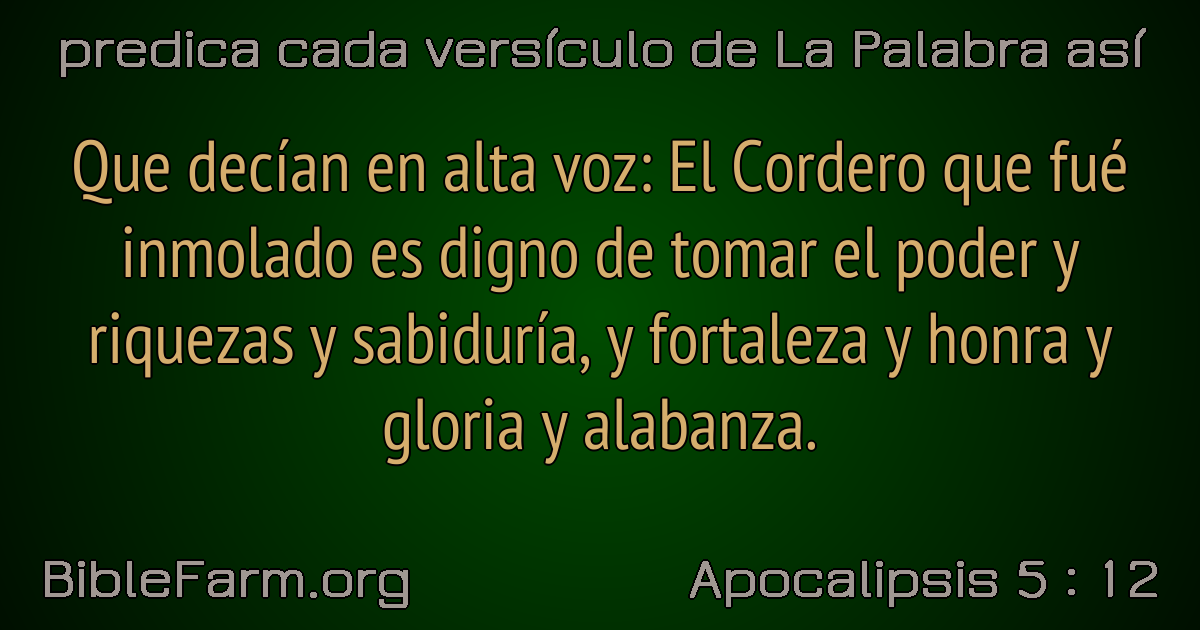 predica cada versículo de La Palabra así
Que decían en alta voz: El Cordero que fué
inmolado es digno de tomar el poder y
riquezas y sabiduría, y fortaleza y honra y
gloria y alabanza.
BibleFarm.org
Apocalipsis 5 : 12